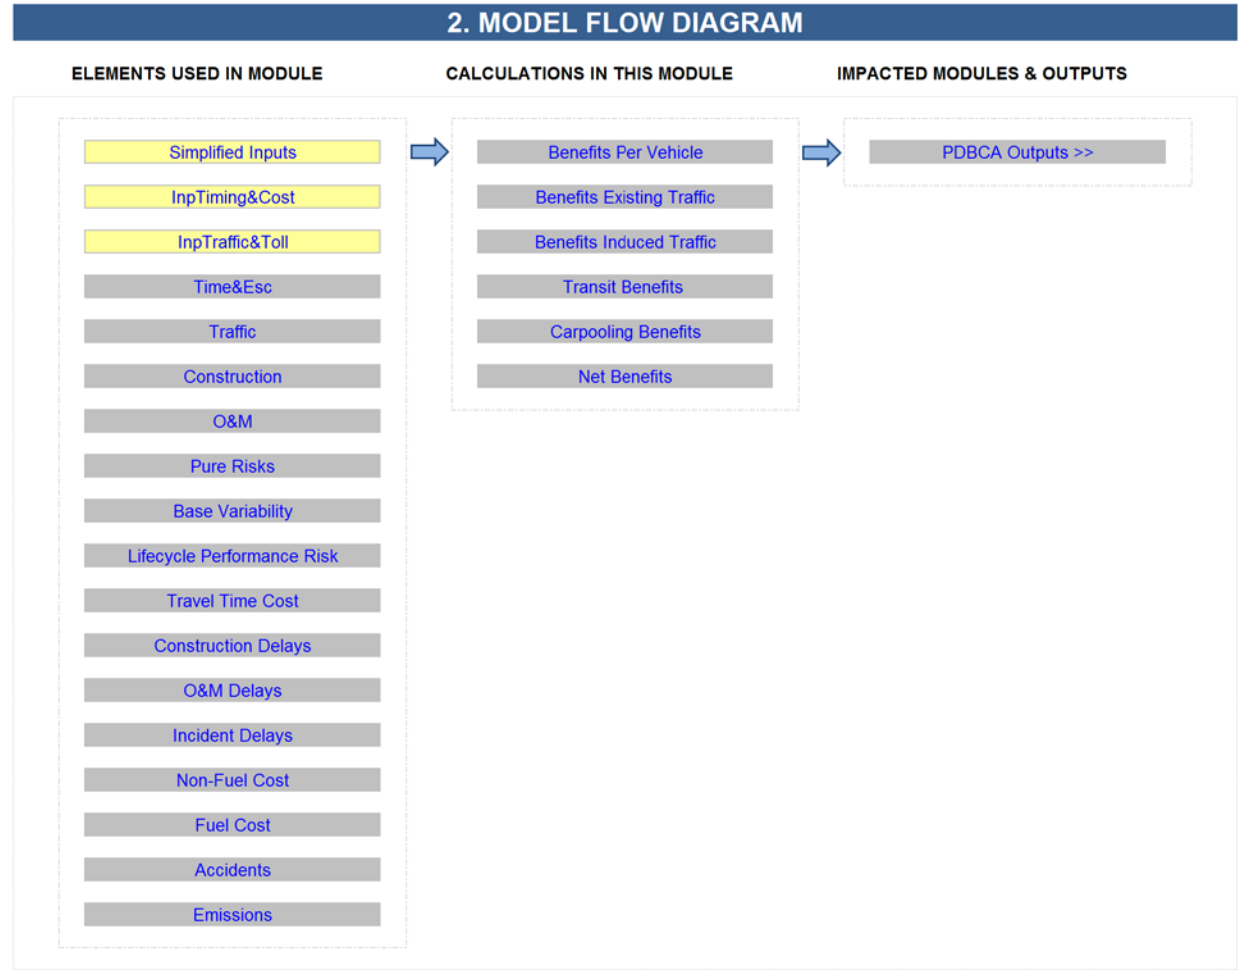 2. MODEL FLOW DIAGRAM
ELEMENTS USED IN MODULE
CALCULATIONS IN THIS MODULE
IMPACTED MODULES & OUTPUTS
Simplified Inputs
InpTiming&Cost
InpTraffic&Toll
Time&Esc
Traffic
Construction
O&M
Pure Risks
Base Variability
Lifecycle Performance Risk
Travel Time Cost
Construction Delays
O&M Delays
Incident Delays
Non-Fuel Cost
Fuel Cost
Accidents
Emissions
Benefits Per Vehicle
Benefits Existing Traffic
Benefits Induced Traffic
Transit Benefits
Carpooling Benefits
Net Benefits
PDBCA Outputs >>